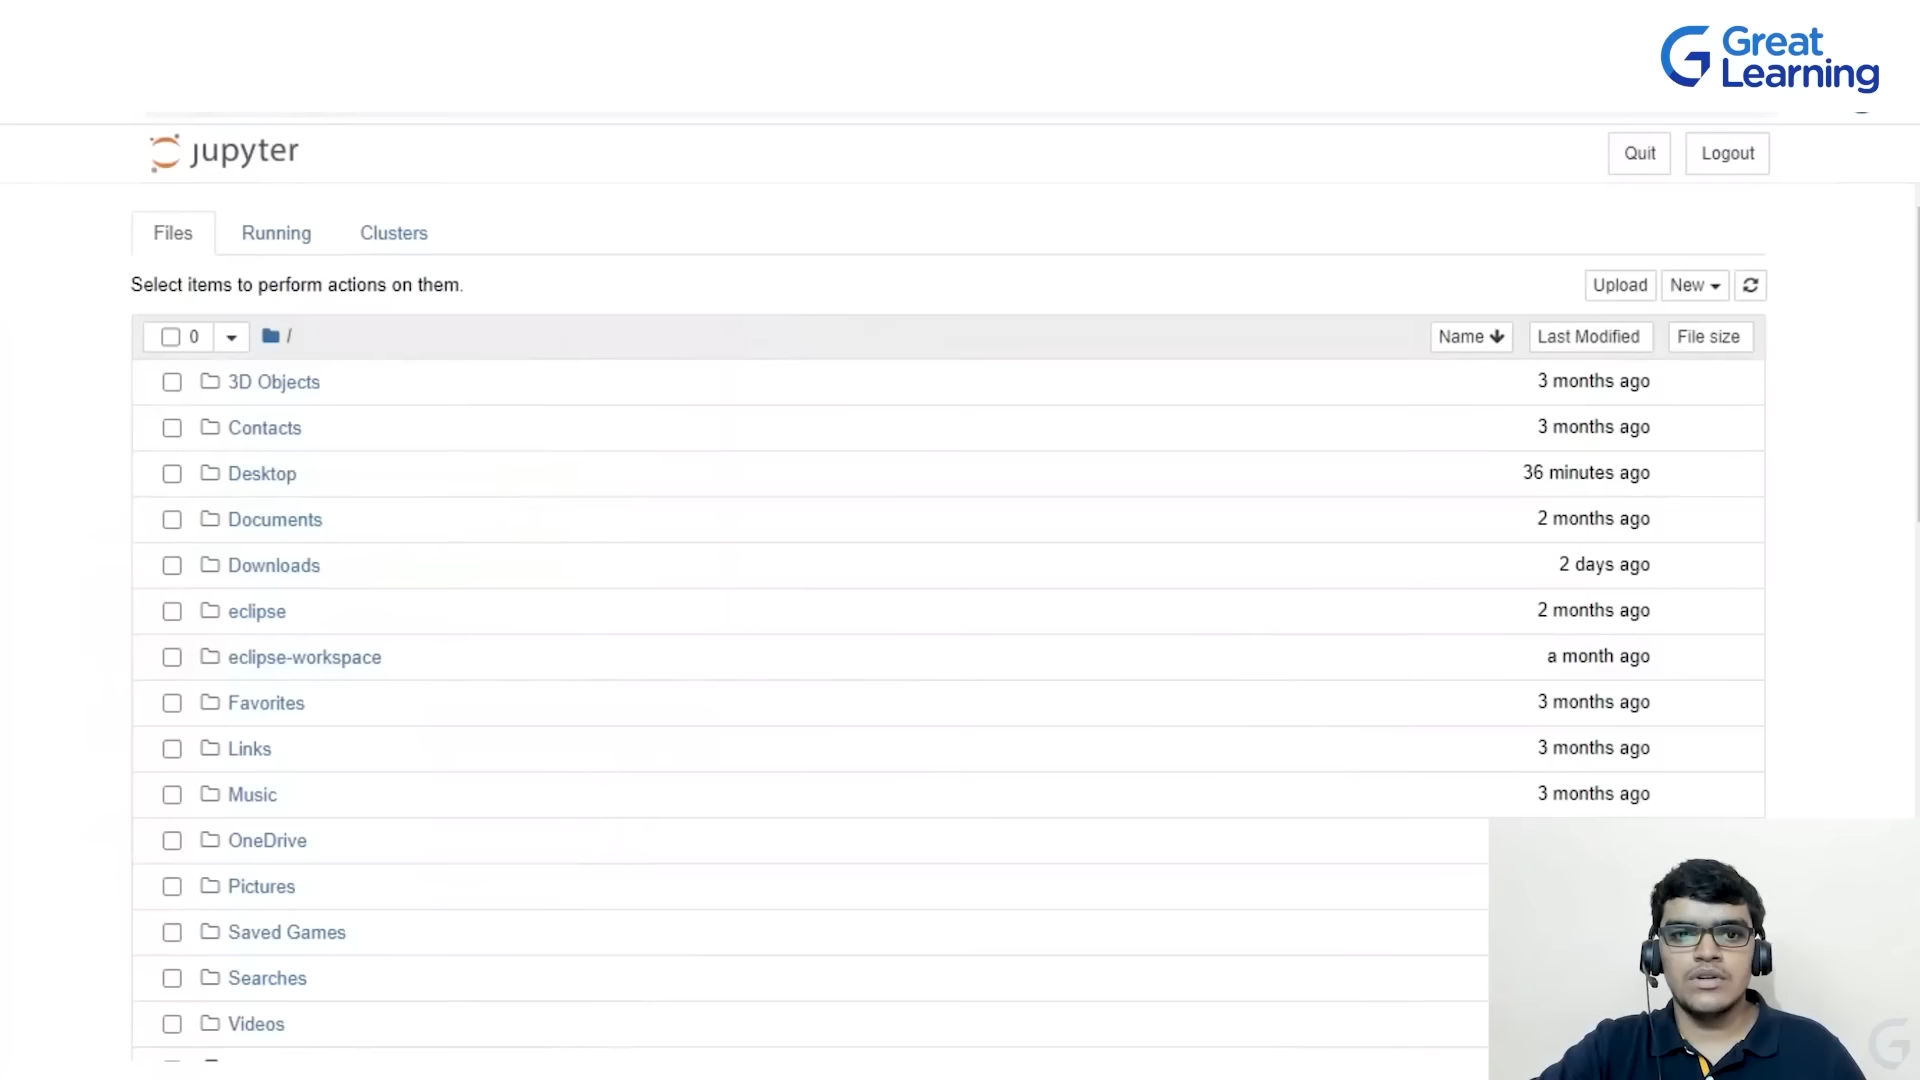 Great
Learning
jupyter
Quit
Logout
Files
Running
Clusters
Select items to perform actions on them.
Upload
New
0
/
Name
Last Modified
File size
3D Objects
3 months ago
Contacts
3 months ago
Desktop
36 minutes ago
Documents
2 months ago
Downloads
2 days ago
eclipse
2 months ago
eclipse-workspace
a month ago
Favorites
3 months ago
Links
3 months ago
Music
3 months ago
OneDrive
Pictures
Saved Games
Searches
Videos